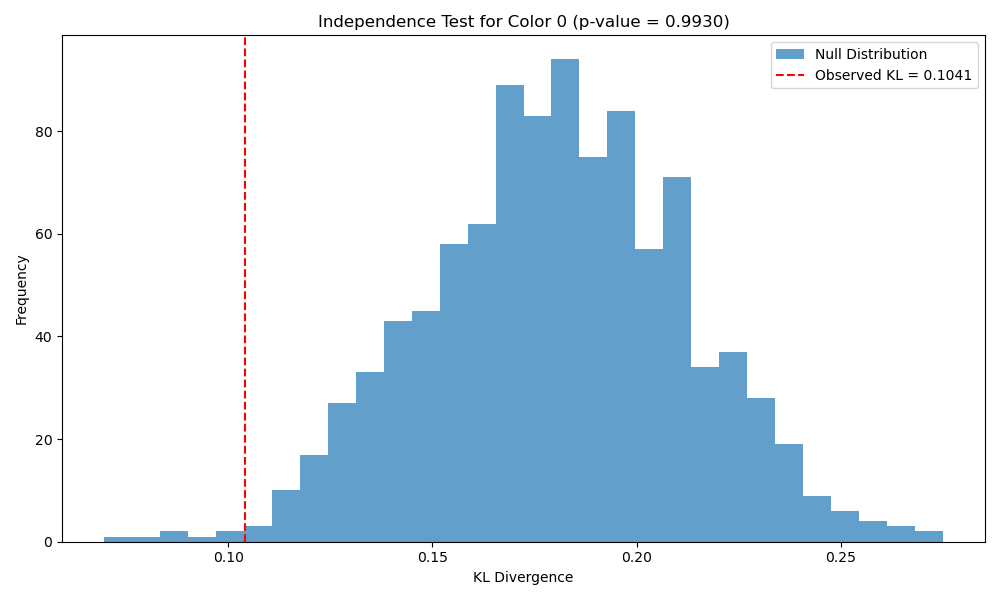 Independence Test for Color 0 (p-value = 0.9930)
Null Distribution
Observed KL = 0.1041
Frequency
80
60
40
20
0
0.10 0.15 0.20 0.25
KL Divergence